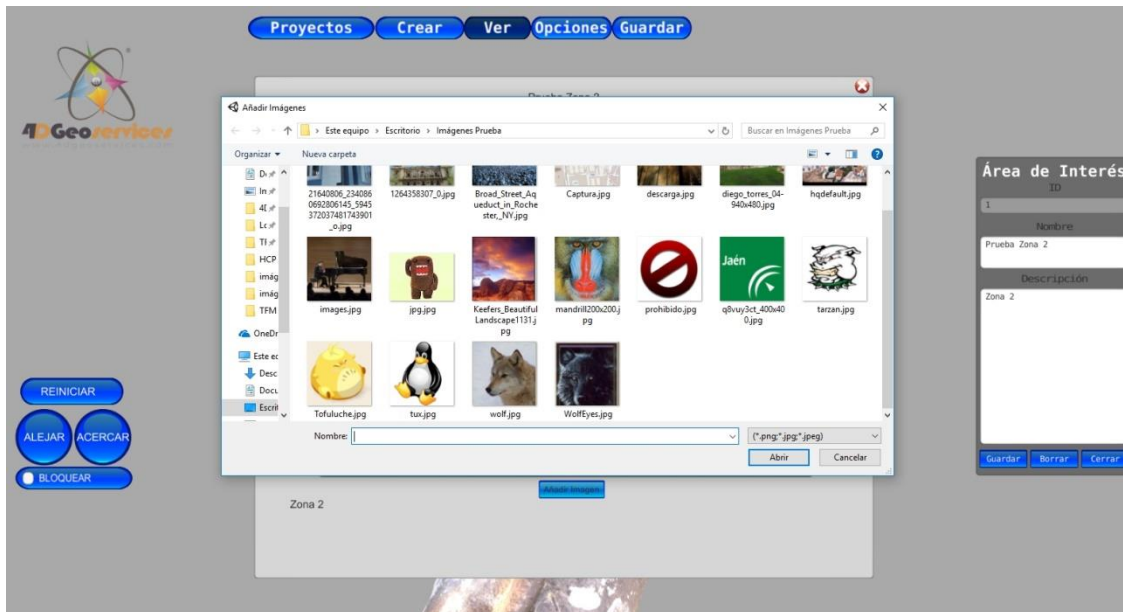 Proyectos Crear Ver Opciones Guardar
4DGeoservices
Prueba Zona 2
Añadir Imágenes
Este equipo > Escritorio > Imágenes Prueba
Buscar en Imágenes Prueba
Organizar
Nueva carpeta
HCP
imág
imág
TFM
OneDr
Este ec
Desc
Docu
Escrit
21640806_234086
0692806145_5945
372037481743901
_o.jpg
1264358307_0.jpg
Broad_Street_Aq
ueduct_in_Roche
ster,_NY.jpg
Captura.jpg
descarga.jpg
diego_torres_04-
940x480.jpg
hqdefault.jpg
Jaén
images.jpg
jpg.jpg
Keefers_Beautiful
Landscape1131.j
pg
mandrill200x200.j
pg
prohibido.jpg
q8vuy3ct_400x40
0.jpg
tarzan.jpg
Tofuluche.jpg
tux.jpg
wolf.jpg
WolfEyes.jpg
Nombre:
(*.png;*.jpg;*.jpeg)
Abrir Cancelar
Añadir Imagen
Zona 2
REINICIAR
ALEJAR ACERCAR
BLOQUEAR
Área de Interés
ID
1
Nombre
Prueba Zona 2
Descripción
Zona 2
Guardar Borrar Cerrar